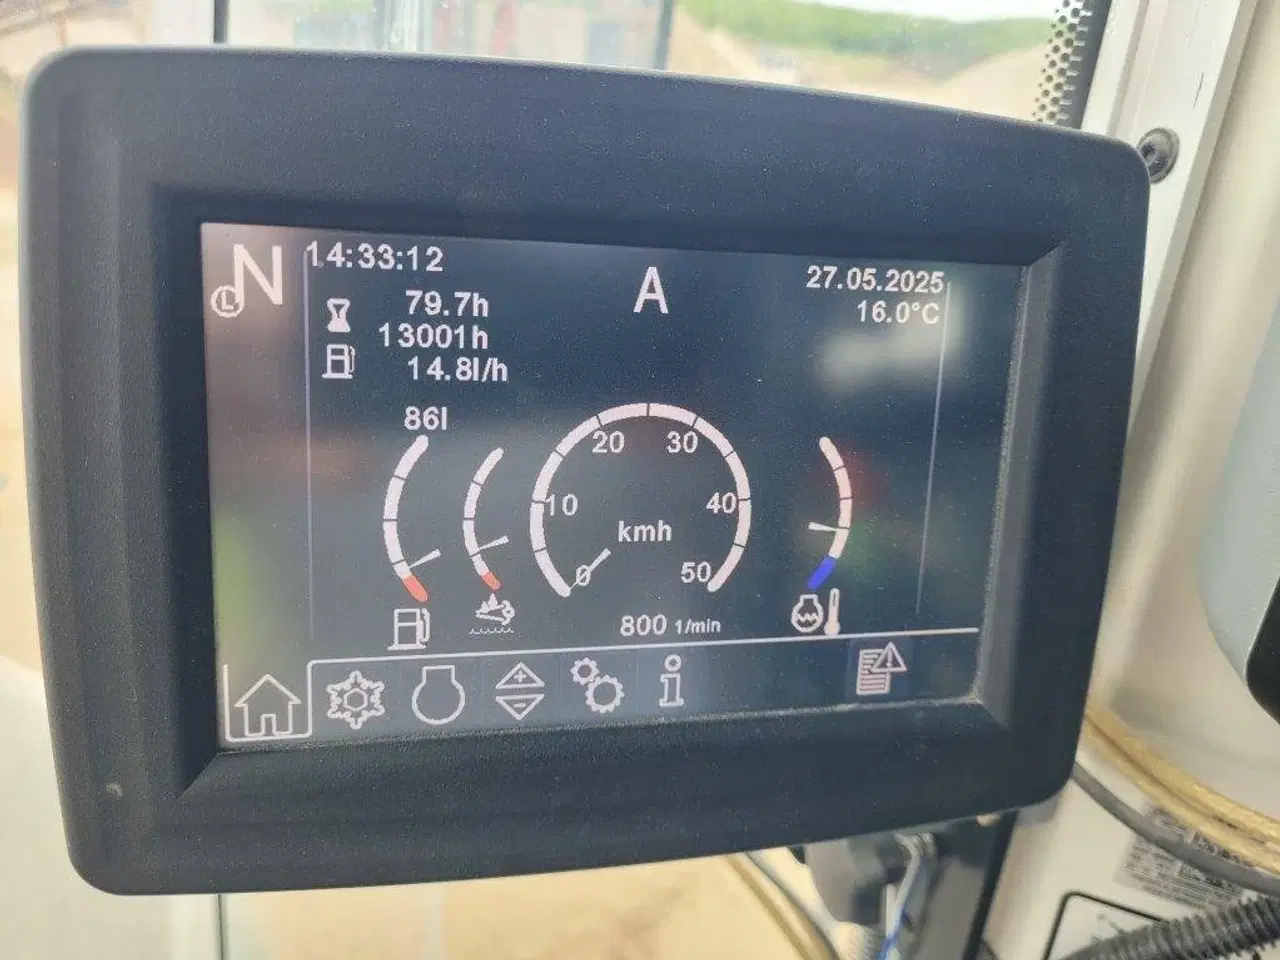 N
L
14:33:12
A
27.05.2025
79.7h
16.0°C
13001h
14.8l/h
86l
20 30
10 40
kmh
0 50
800 1/min